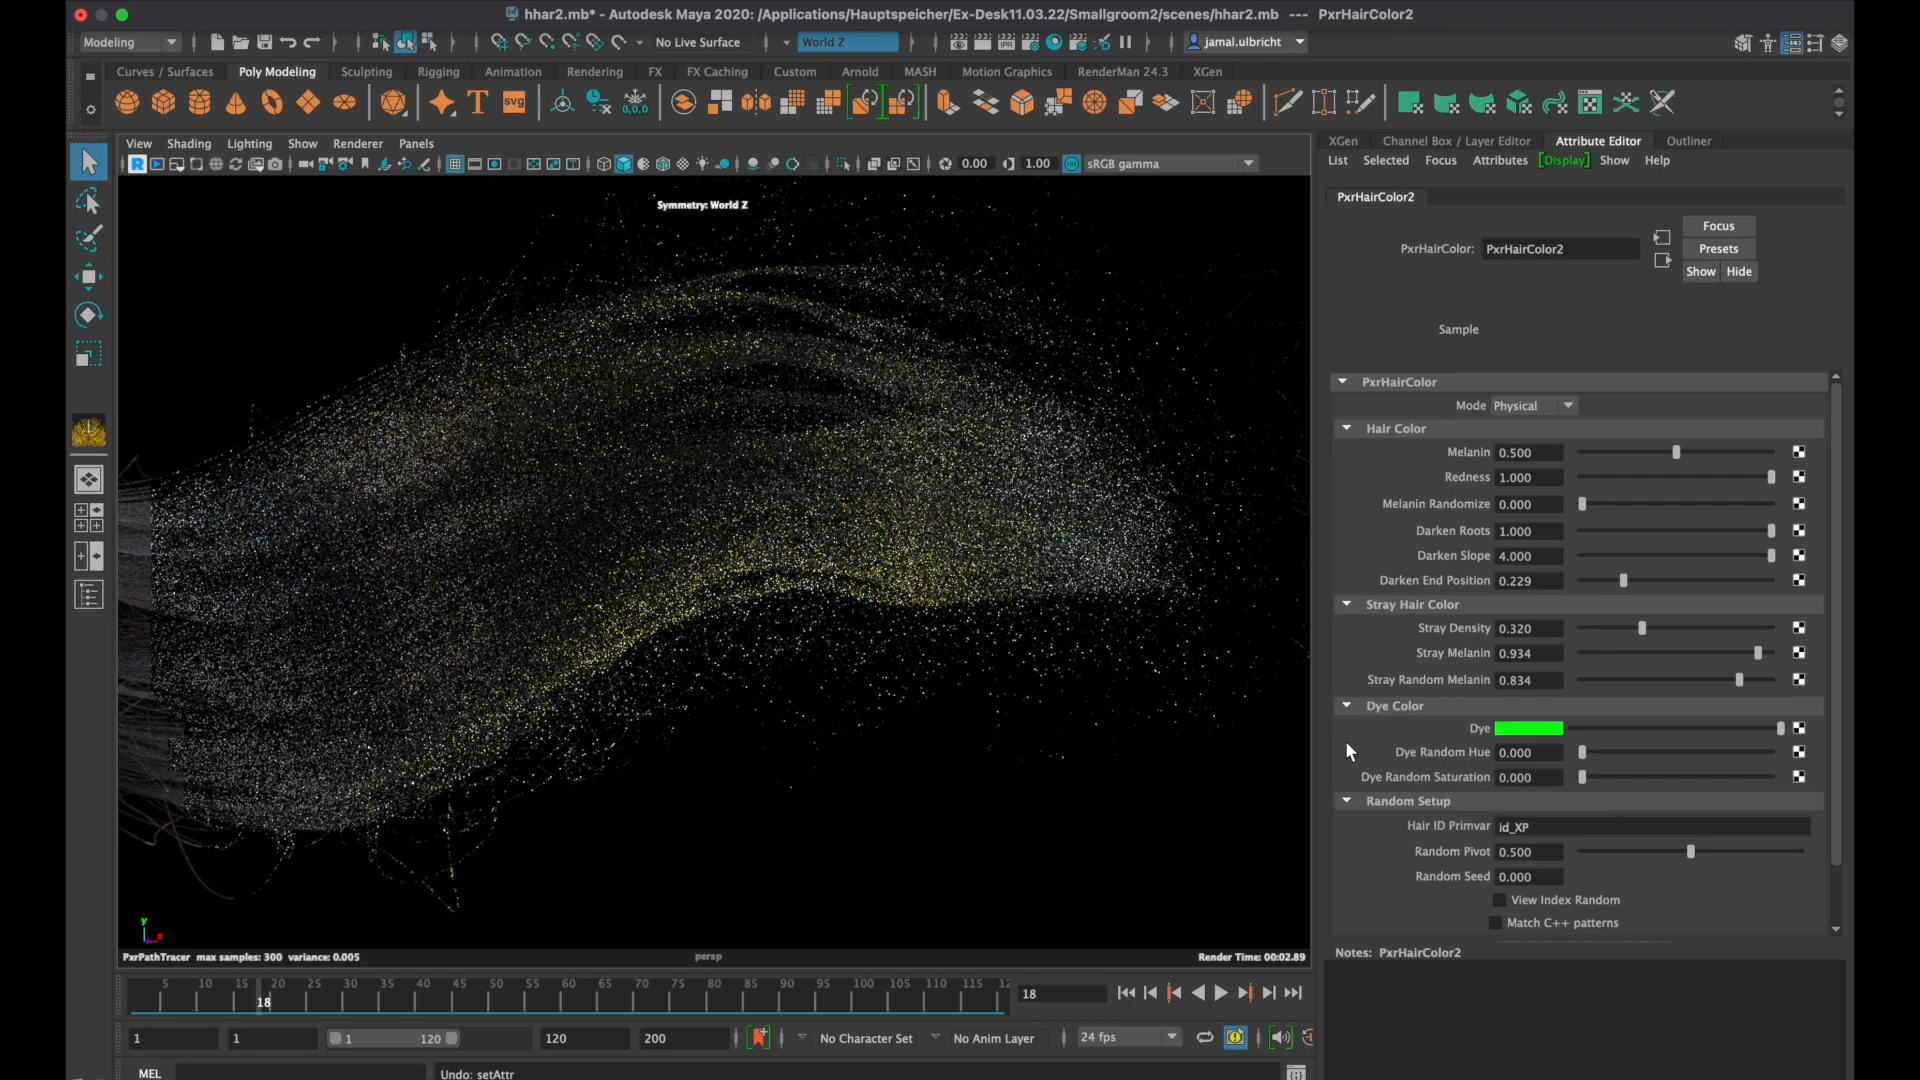 hhar2.mb* - Autodesk Maya 2020: /Applications/Hauptspeicher/Ex-Desk11.03.22/Smallgroom2/scenes/hhar2.mb --- PxrHairColor2
Modeling No Live Surface World Z jamal.ulbricht
Curves / Surfaces Poly Modeling Sculpting Rigging Animation Rendering FX FX Caching Custom Arnold MASH Motion Graphics RenderMan 24.3 XGen
SVG 0,0,0
View Shading Lighting Show Renderer Panels
0.00 1.00 ON sRGB gamma
Symmetry: World Z
XGen Channel Box / Layer Editor Attribute Editor Outliner
List Selected Focus Attributes [Display] Show Help
PxrHairColor2
PxrHairColor: PxrHairColor2
Focus
Presets
Show Hide
Sample
PxrHairColor
Mode Physical
Hair Color
Melanin 0.500
Redness 1.000
Melanin Randomize 0.000
Darken Roots 1.000
Darken Slope 4.000
Darken End Position 0.229
Stray Hair Color
Stray Density 0.320
Stray Melanin 0.934
Stray Random Melanin 0.834
Dye Color
Dye
Dye Random Hue 0.000
Dye Random Saturation 0.000
Random Setup
Hair ID Primvar id_XP
Random Pivot 0.500
Random Seed 0.000
View Index Random
Match C++ patterns
Notes: PxrHairColor2
y x
PxrPathTracer max samples: 300 variance: 0.005 persp Render Time: 00:02.89
5 10 15 20 25 30 35 40 45 50 55 60 65 70 75 80 85 90 95 100 105 110 115 12
18
18
1 1 1 120 120 200 No Character Set No Anim Layer 24 fps
MEL Undo: setAttr